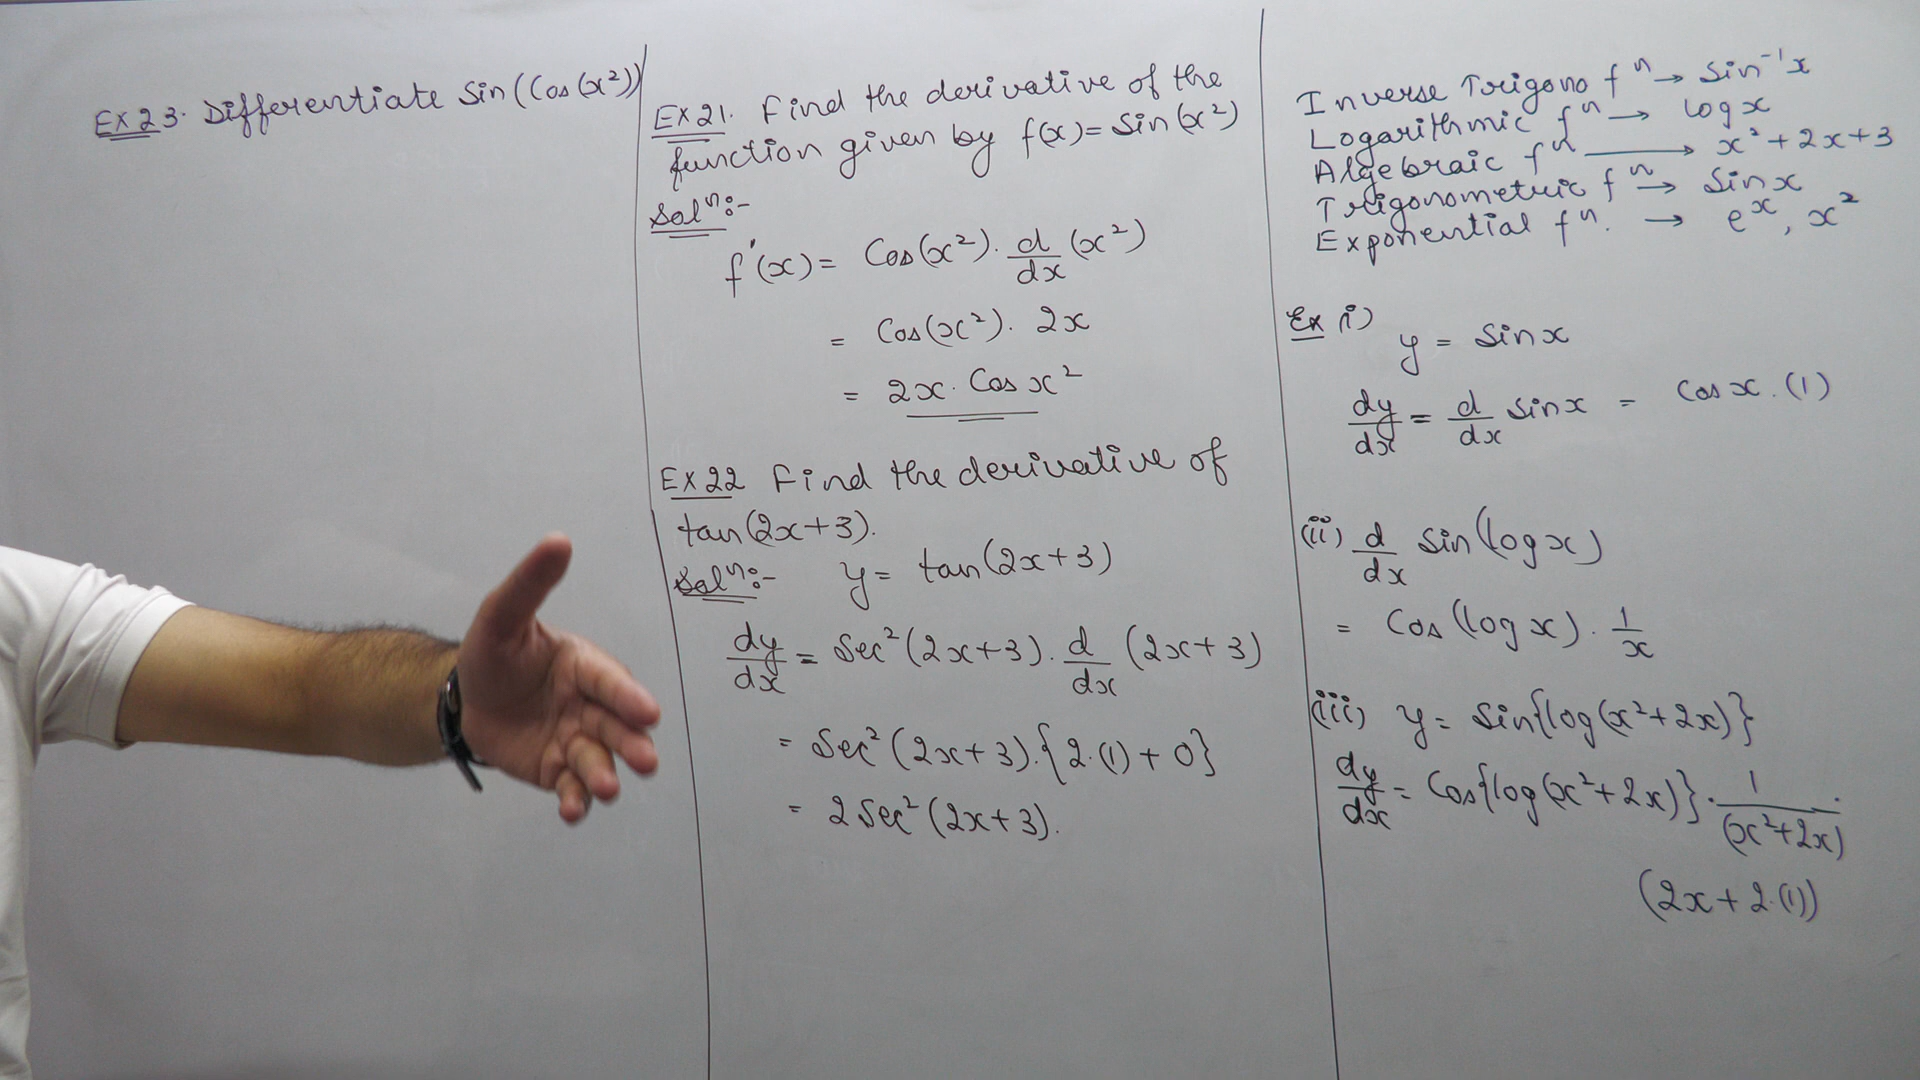 Ex 23. Differentiate Sin(Cos(x²))
Ex 21. Find the derivative of the
function given by f(x) = Sin(x²)
Solⁿ:-
f'(x) = Cos(x²). d/dx (x²)
= Cos(x²). 2x
= 2x. Cos x²
Ex 22 Find the derivative of
tan(2x+3).
Solⁿ:- y = tan(2x+3)
dy/dx = Sec²(2x+3). d/dx (2x+3)
= Sec²(2x+3).{2.(1)+0}
= 2 Sec²(2x+3).
Inverse Trigono fⁿ → Sin⁻¹x
Logarithmic fⁿ → log x
Algebraic fⁿ → x²+2x+3
Trigonometric fⁿ → Sin x
Exponential fⁿ. → eˣ, x²
Ex i) y = Sin x
dy/dx = d/dx Sin x = Cos x.(1)
(ii) d/dx Sin(log x)
= Cos(log x). 1/x
(iii) y = Sin{log(x²+2x)}
dy/dx = Cos{log(x²+2x)}. 1/(x²+2x).
(2x+2.(1))